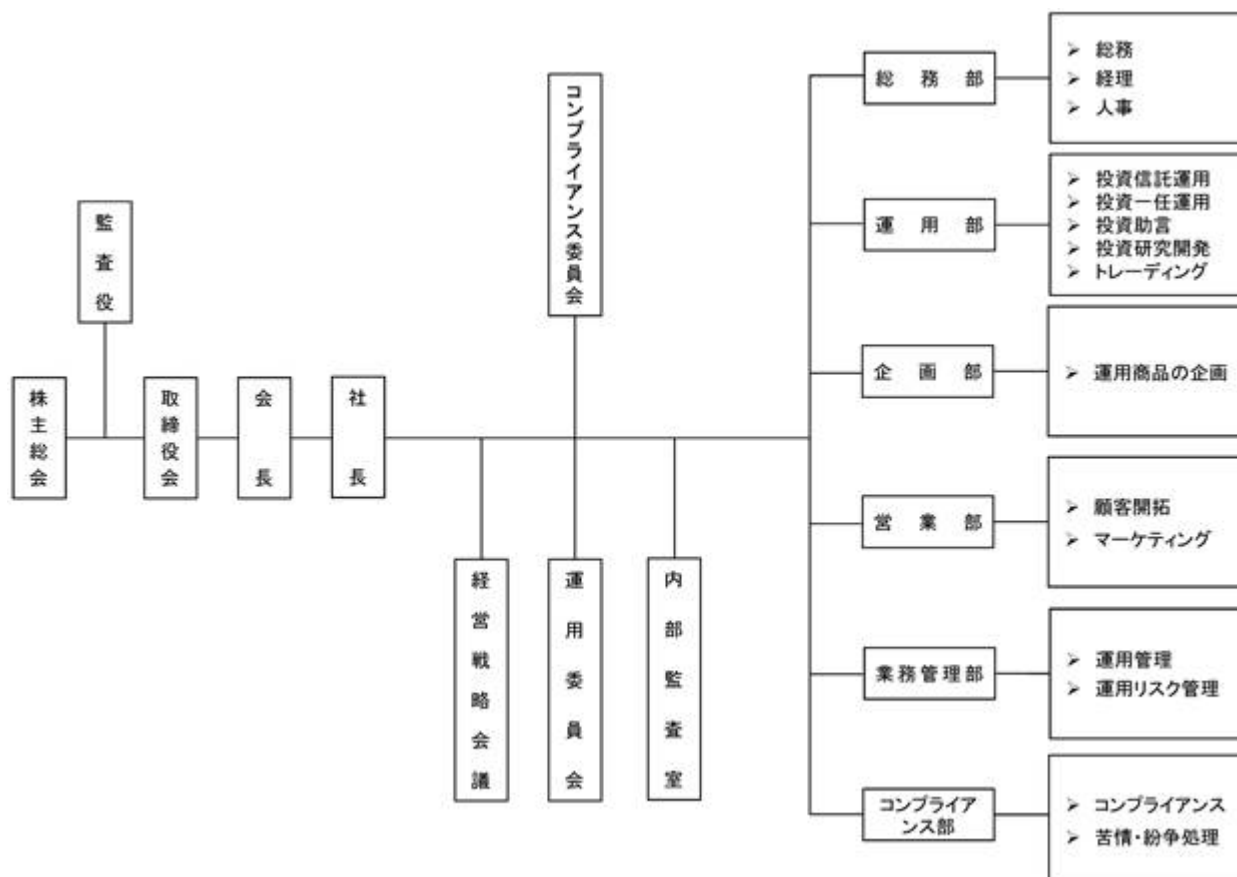 株主総会
監査役
取締役会
会長
社長
コンプライアンス委員会
経営戦略会議
運用委員会
内部監査室
総務部
➢ 総務
➢ 経理
➢ 人事
運用部
➢ 投資信託運用
➢ 投資一任運用
➢ 投資助言
➢ 投資研究開発
➢ トレーディング
企画部
➢ 運用商品の企画
営業部
➢ 顧客開拓
➢ マーケティング
業務管理部
➢ 運用管理
➢ 運用リスク管理
コンプライア
ンス部
➢ コンプライアンス
➢ 苦情・紛争処理